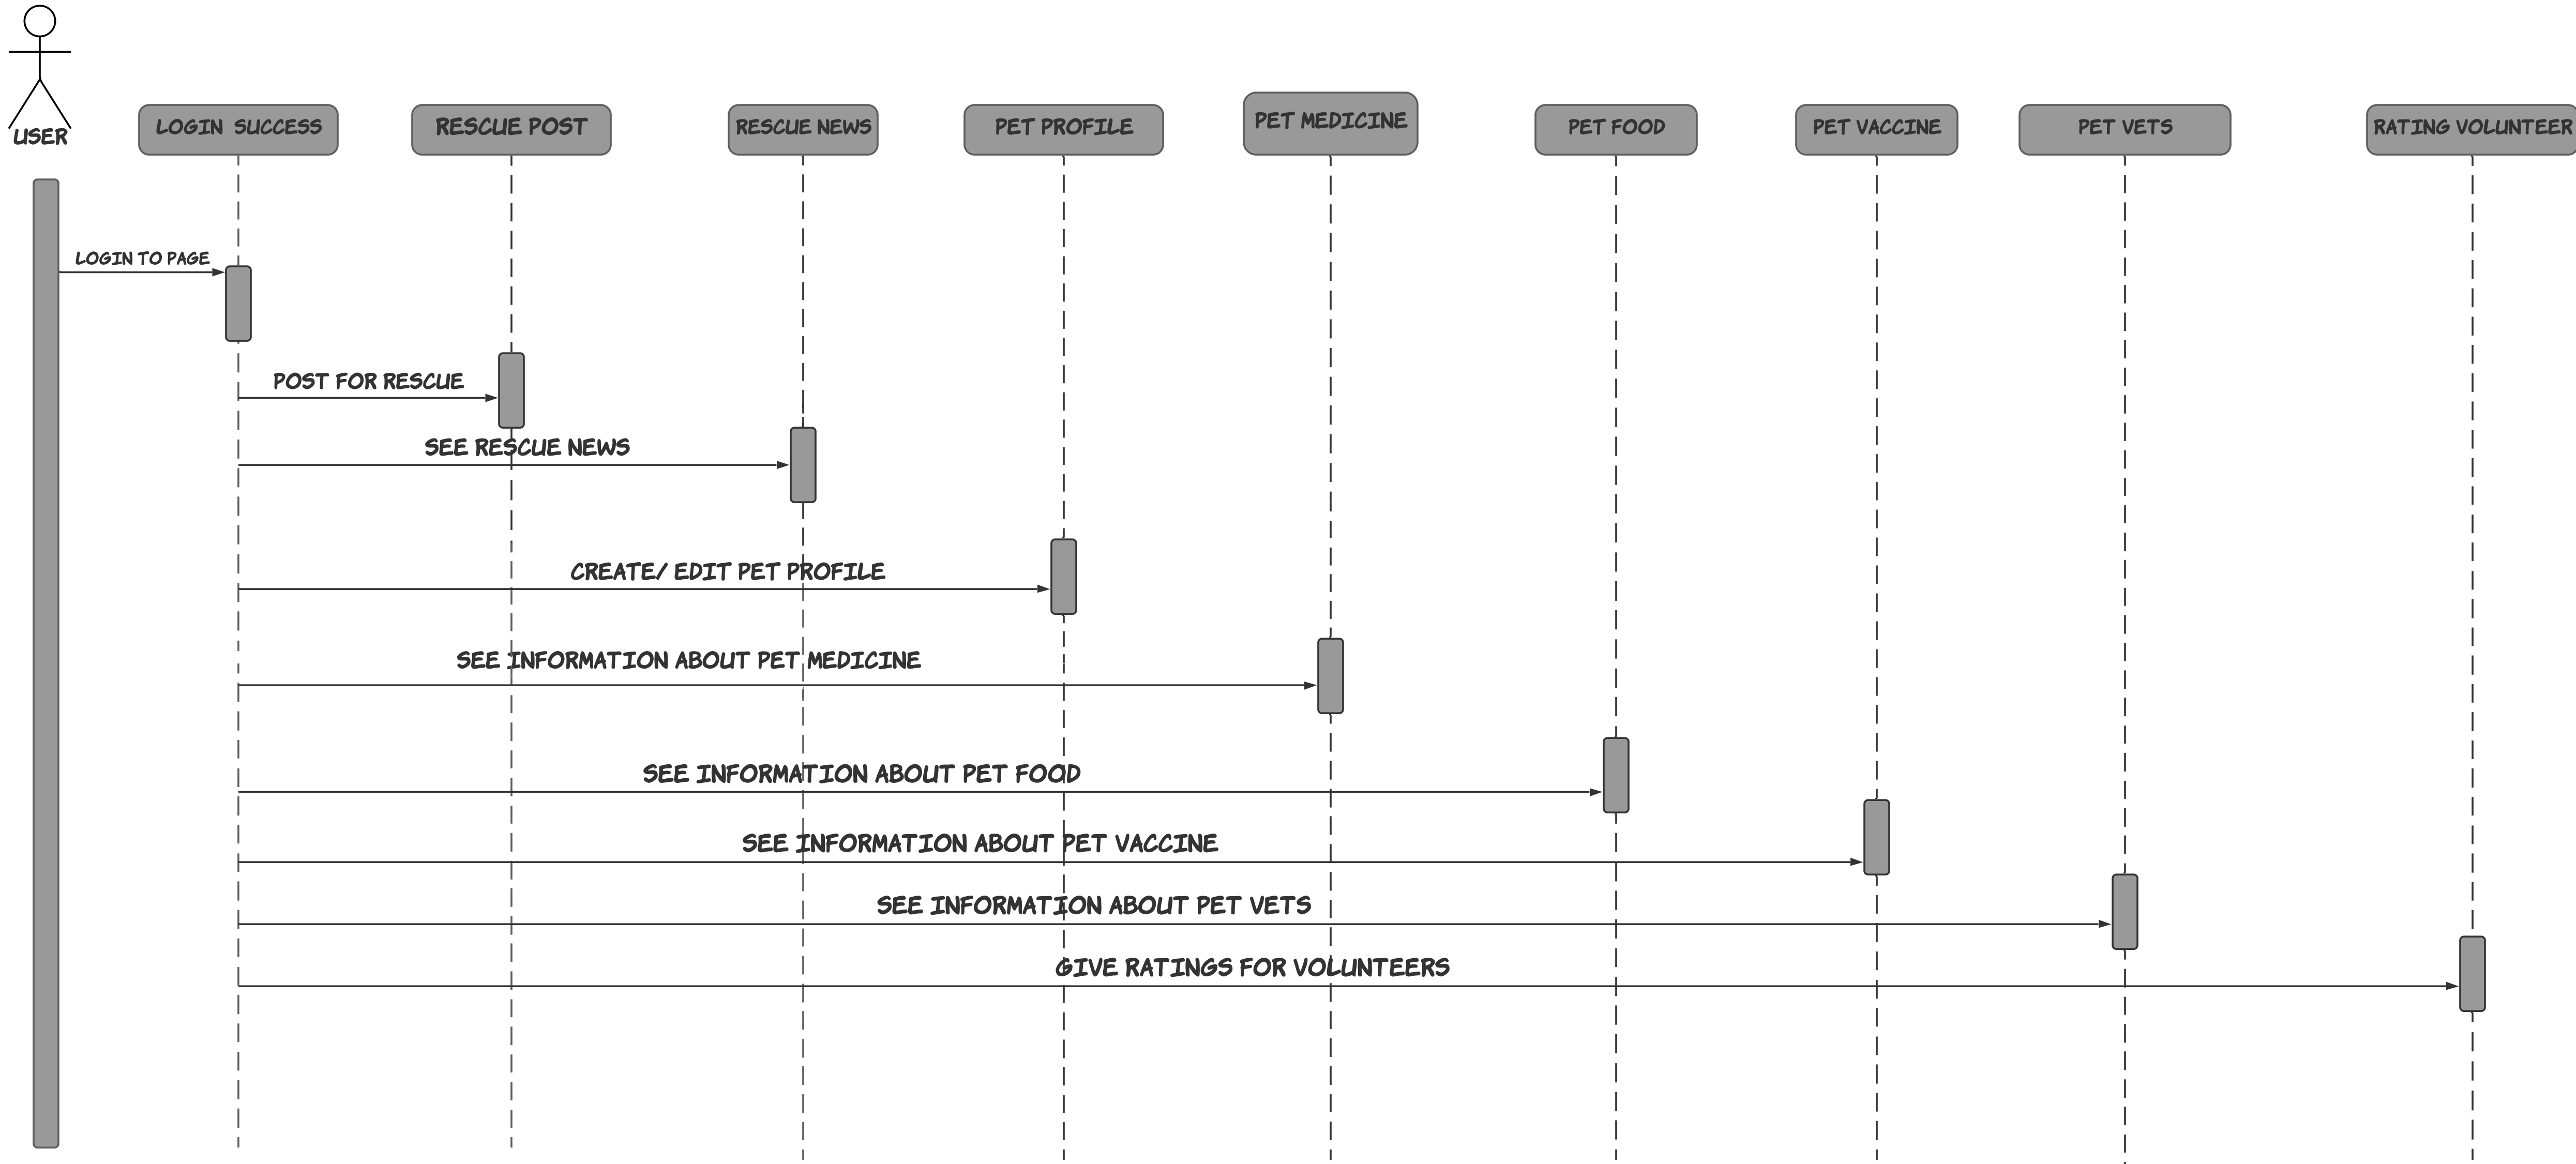 USER
LOGIN SUCCESS
RESCUE POST
RESCUE NEWS
PET PROFILE
PET MEDICINE
PET FOOD
PET VACCINE
PET VETS
RATING VOLUNTEER
LOGIN TO PAGE
POST FOR RESCUE
SEE RESCUE NEWS
CREATE/ EDIT PET PROFILE
SEE INFORMATION ABOUT PET MEDICINE
SEE INFORMATION ABOUT PET FOOD
SEE INFORMATION ABOUT PET VACCINE
SEE INFORMATION ABOUT PET VETS
GIVE RATINGS FOR VOLUNTEERS